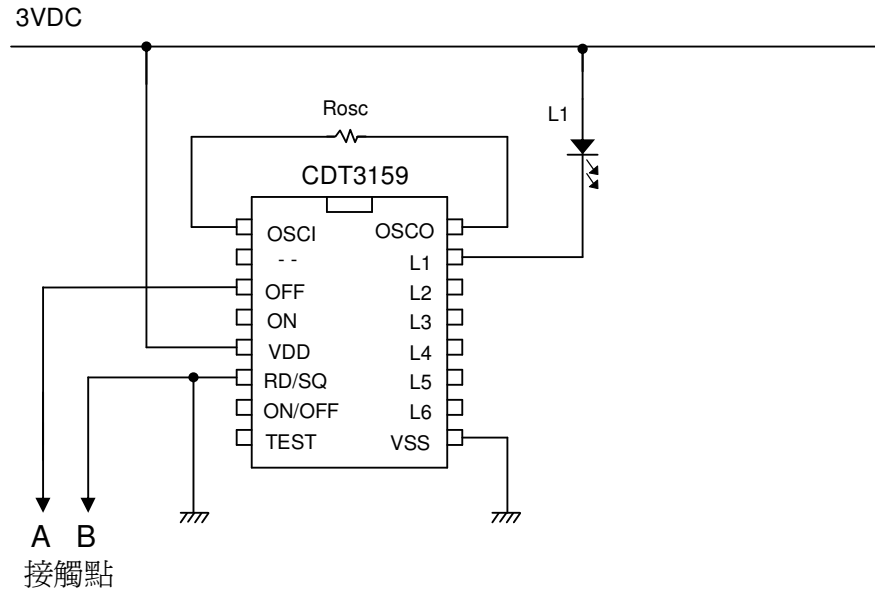 3VDC
Rosc
L1
CDT3159
OSCI
OSCO
- -
L1
OFF
L2
ON
L3
VDD
L4
RD/SQ
L5
ON/OFF
L6
TEST
VSS
A B
接觸點